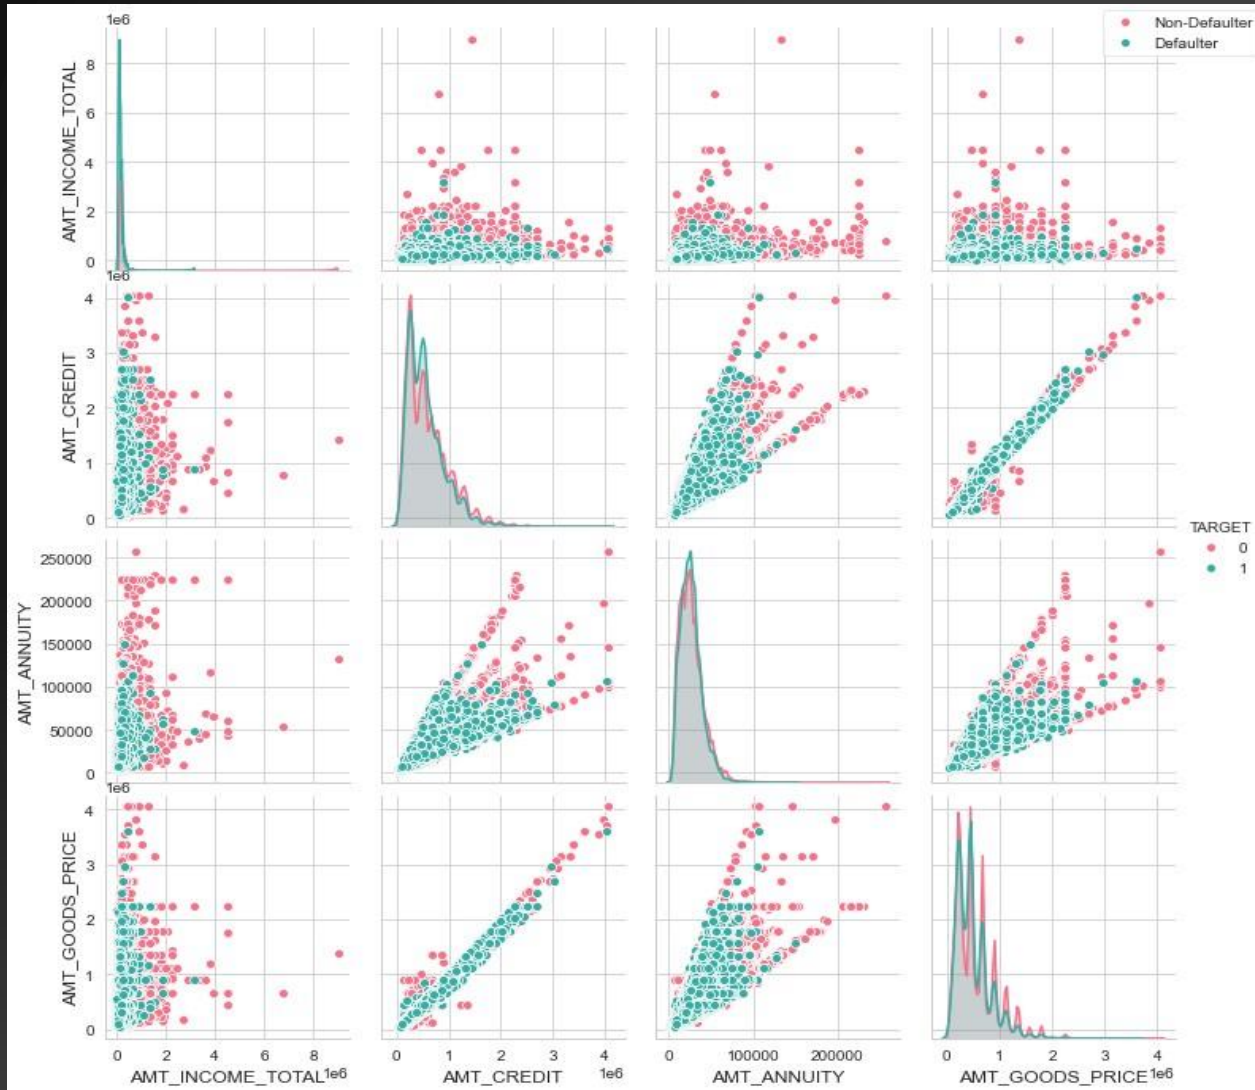 1e6
Non-Defaulter
Defaulter
AMT_INCOME_TOTAL
8
6
4
2
0
1e6
AMT_CREDIT
4
3
2
1
0
TARGET
0
1
AMT_ANNUITY
250000
200000
150000
100000
50000
0
1e6
AMT_GOODS_PRICE
4
3
2
1
0
0 2 4 6 8 0 1 2 3 4 0 100000 200000 0 1 2 3 4
AMT_INCOME_TOTAL 1e6 AMT_CREDIT 1e6 AMT_ANNUITY AMT_GOODS_PRICE 1e6